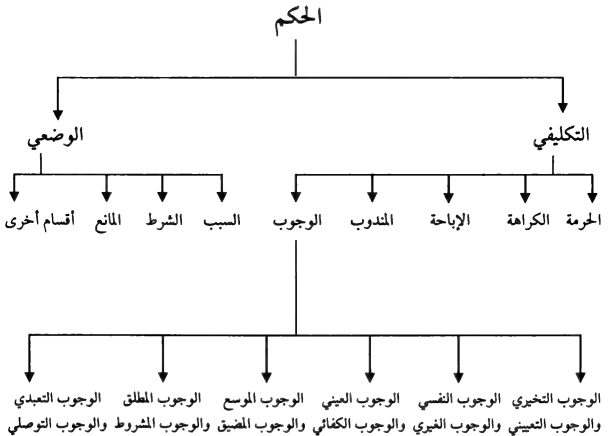 الحكم
التكليفي الوضعي
الحرمة الكراهة الإباحة المندوب الوجوب السبب الشرط المانع أقسام أخرى
الوجوب التخيري الوجوب النفسي الوجوب العيني الوجوب الموسع الوجوب المطلق الوجوب التعبدي
والوجوب التعييني والوجوب الغيري والوجوب الكفائي والوجوب المضيق والوجوب المشروط والوجوب التوصلي